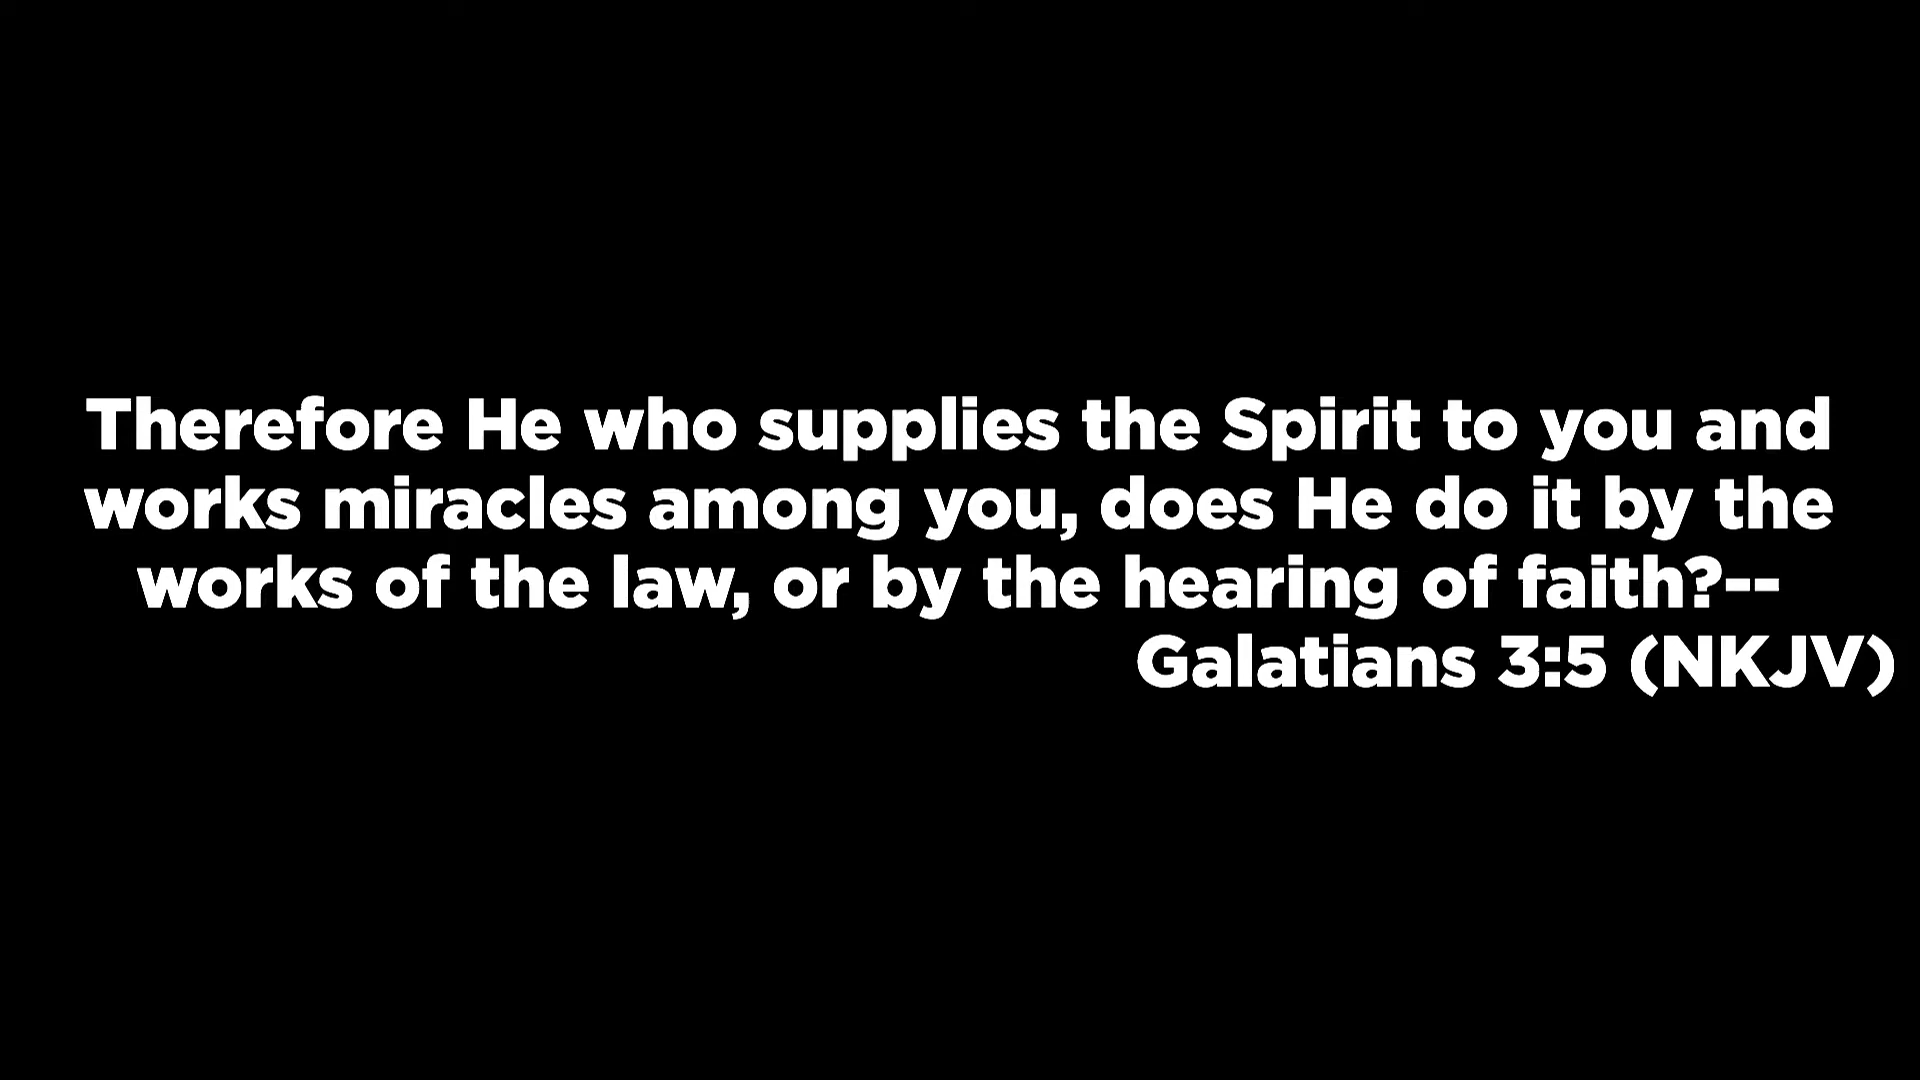 Therefore He who supplies the Spirit to you and
works miracles among you, does He do it by the
works of the law, or by the hearing of faith?--
Galatians 3:5 (NKJV)